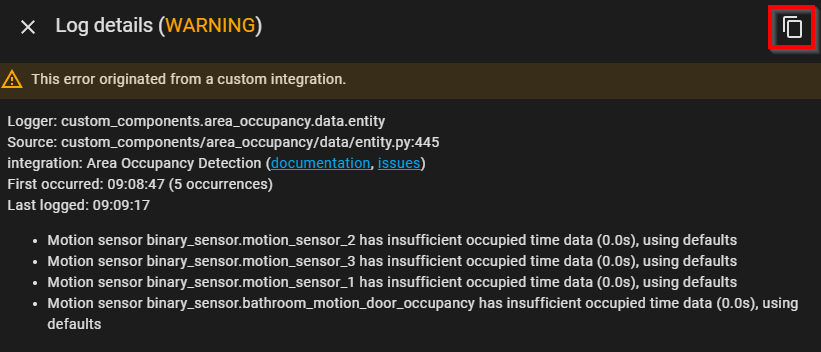 Log details (WARNING)
This error originated from a custom integration.
Logger: custom_components.area_occupancy.data.entity
Source: custom_components/area_occupancy/data/entity.py:445
integration: Area Occupancy Detection (documentation, issues)
First occurred: 09:08:47 (5 occurrences)
Last logged: 09:09:17
• Motion sensor binary_sensor.motion_sensor_2 has insufficient occupied time data (0.0s), using defaults
• Motion sensor binary_sensor.motion_sensor_3 has insufficient occupied time data (0.0s), using defaults
• Motion sensor binary_sensor.motion_sensor_1 has insufficient occupied time data (0.0s), using defaults
• Motion sensor binary_sensor.bathroom_motion_door_occupancy has insufficient occupied time data (0.0s), using
defaults